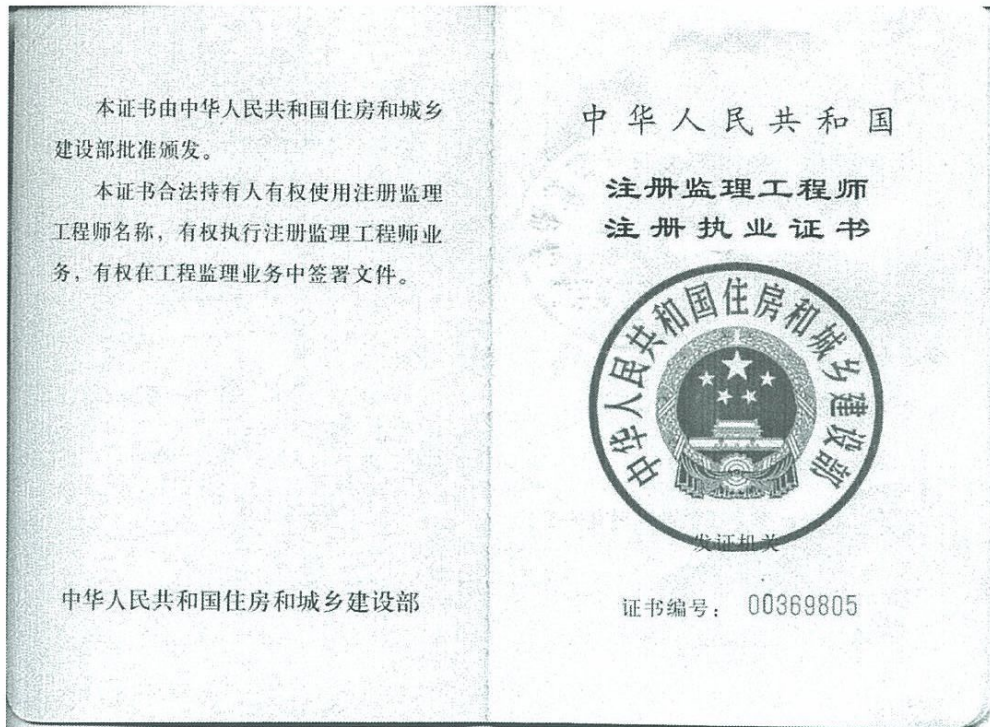 本证书由中华人民共和国住房和城乡
建设部批准颁发。
本证书合法持有人有权使用注册监理
工程师名称，有权执行注册监理工程师业
务，有权在工程监理业务中签署文件。
中华人民共和国住房和城乡建设部
中华人民共和国
注册监理工程师
注册执业证书
中华人民共和国住房和城乡建设部
发证机关
证书编号： 00369805